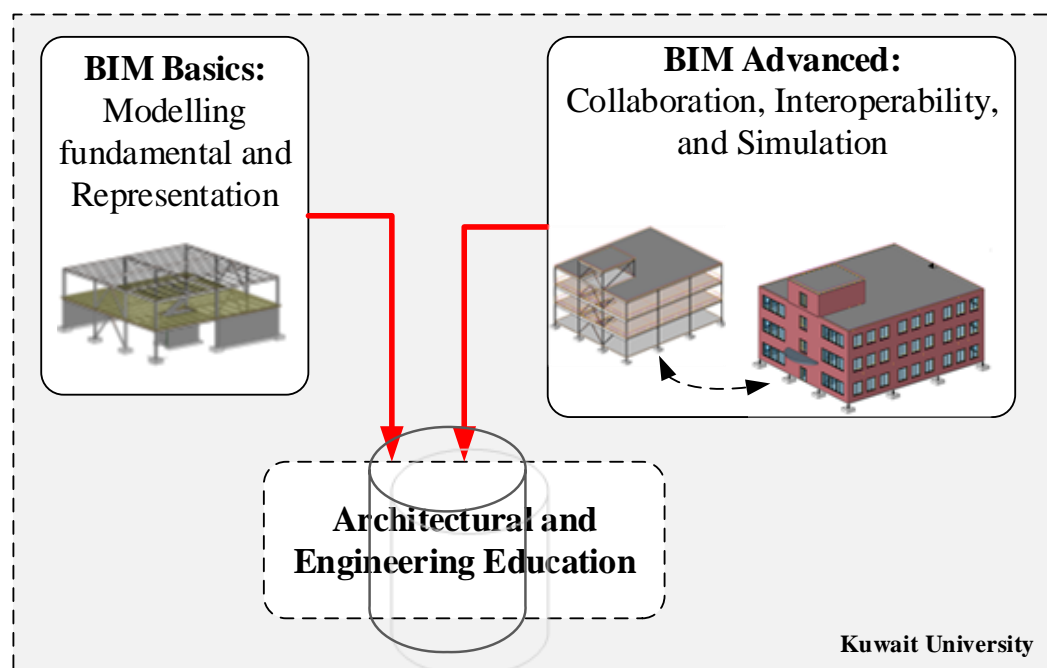 BIM Basics:
Modelling
fundamental and
Representation
BIM Advanced:
Collaboration, Interoperability,
and Simulation
Architectural and
Engineering Education
Kuwait University